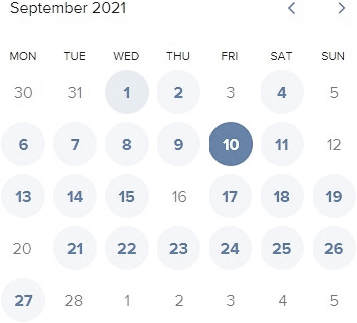 September 2021
MON TUE WED THU FRI SAT SUN
30 31 1 2 3 4 5
6 7 8 9 10 11 12
13 14 15 16 17 18 19
20 21 22 23 24 25 26
27 28 1 2 3 4 5